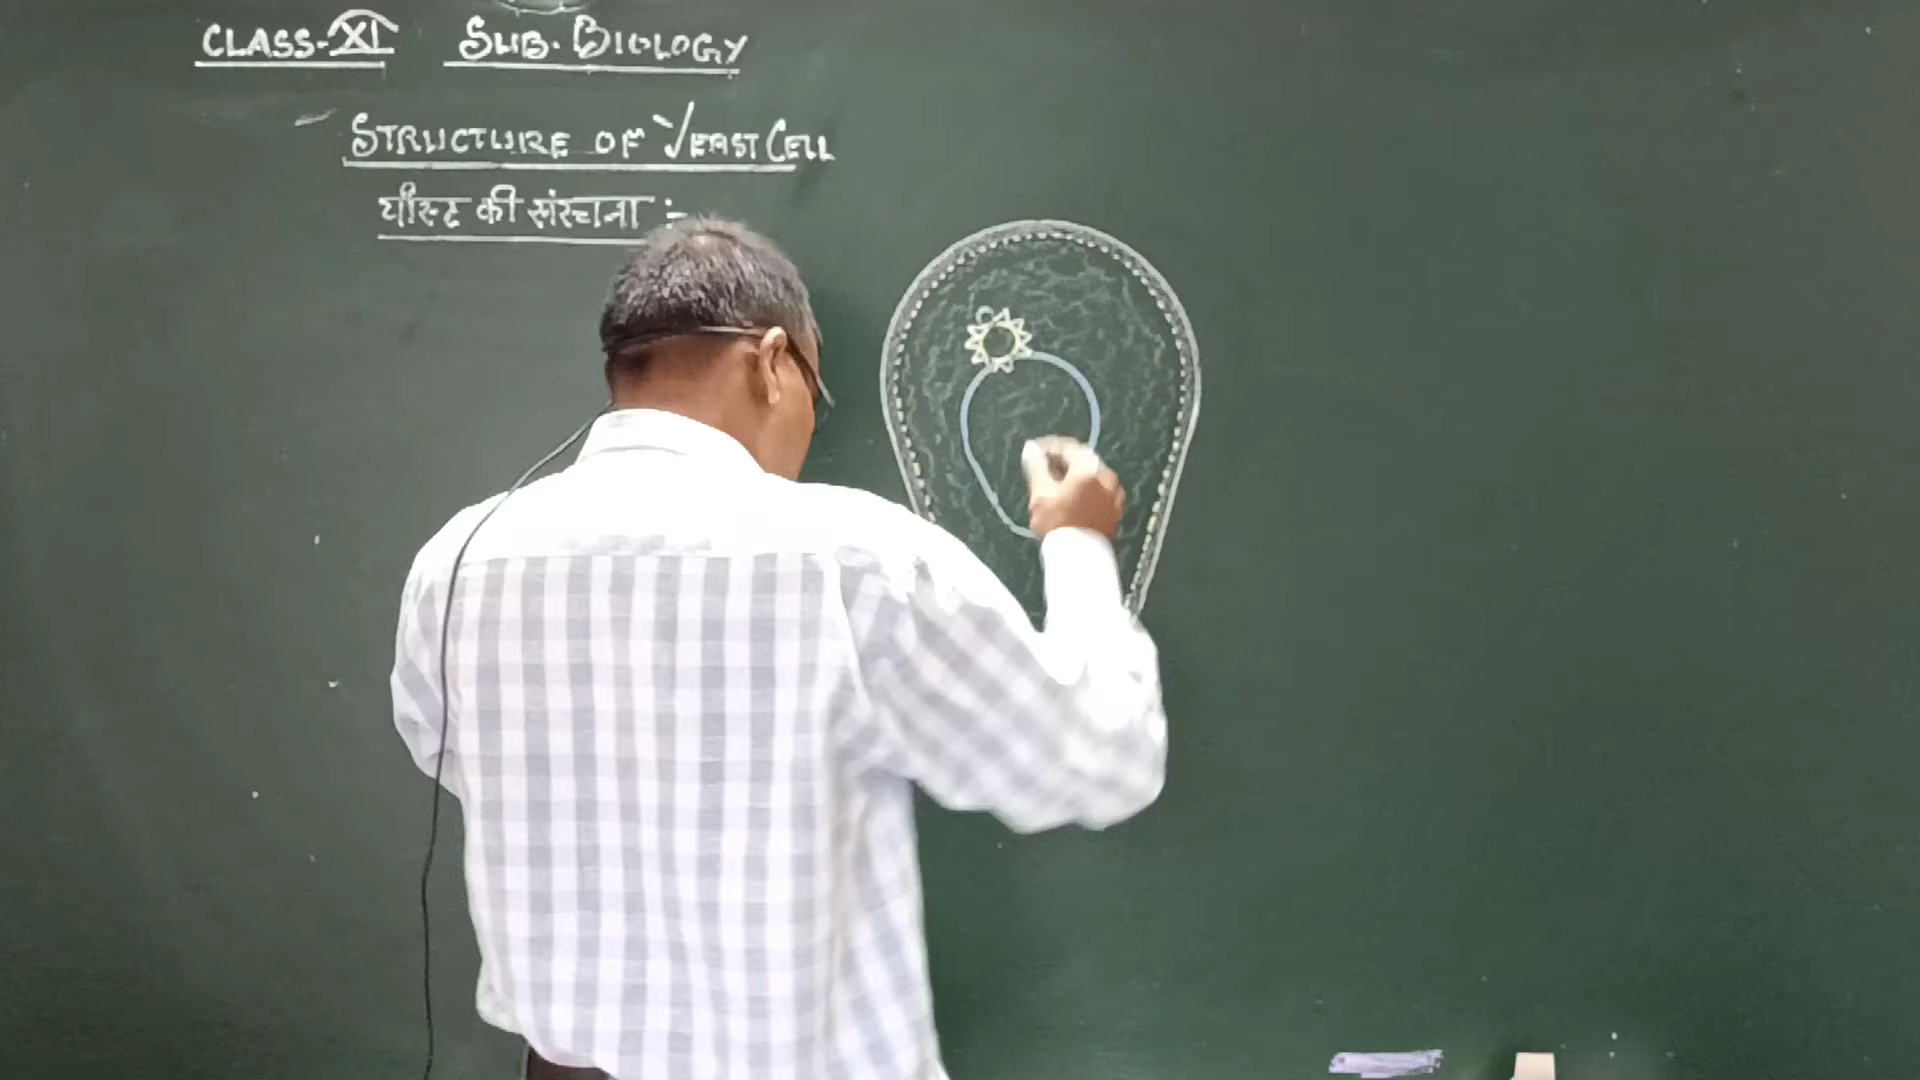 CLASS-XI SUB. BIOLOGY
STRUCTURE OF YEAST CELL
यीस्ट की संरचना :-